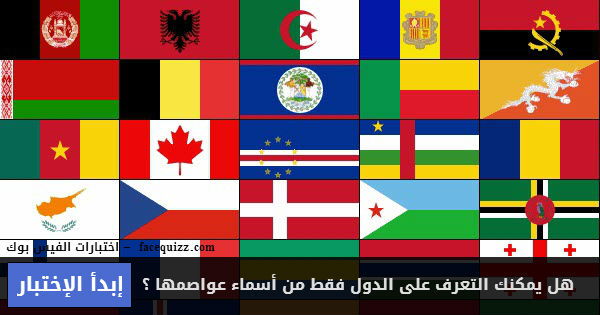 اختبارات الفيس بوك – facequizz.com
هل يمكنك التعرف على الدول فقط من أسماء عواصمها ؟
إبدأ الإختبار